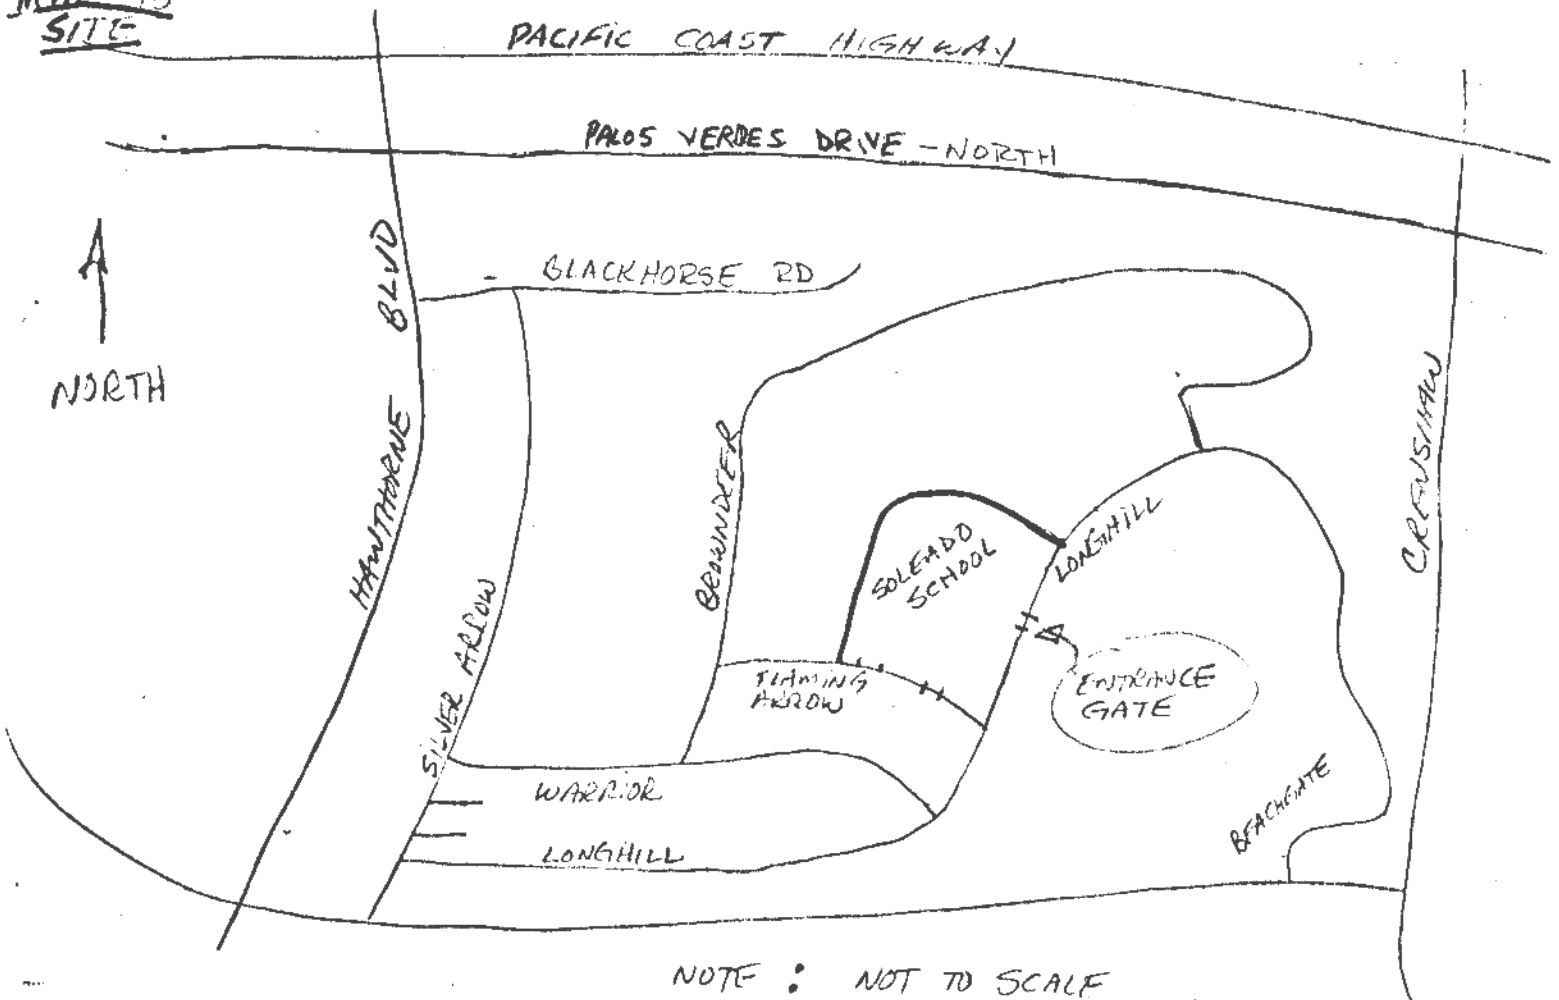 SITE
PACIFIC COAST HIGHWAY
PALOS VERDES DRIVE - NORTH
HAWTHORNE BLVD
BLACKHORSE RD
NORTH
CRENSHAW
BROWNDEER
SOLEADO
SCHOOL
LONGHILL
SILVER ARROW
FLAMING
ARROW
ENTRANCE
GATE
WARRIOR
BEACHGATE
LONGHILL
NOTE : NOT TO SCALE